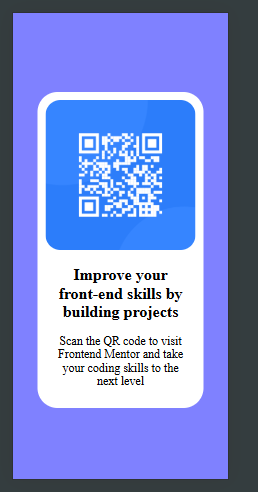 Improve your
front-end skills by
building projects
Scan the QR code to visit
Frontend Mentor and take
your coding skills to the
next level